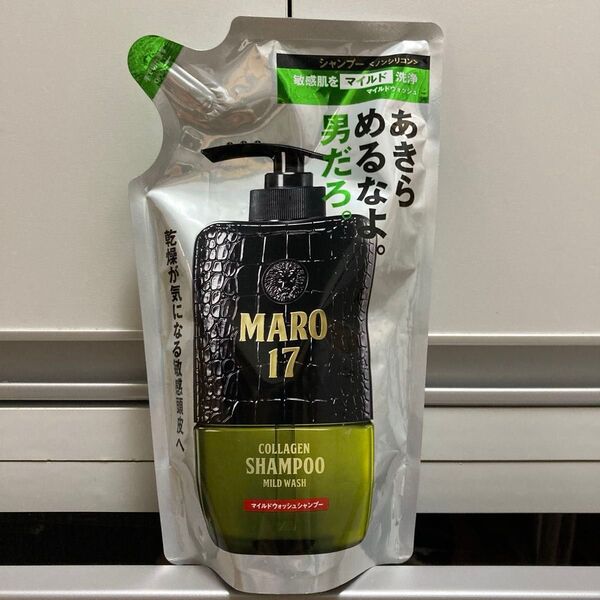 シャンプー<ノンシリコン>
敏感肌をマイルド洗浄
マイルドウォッシュ
あきら
めるなよ。
男だろ。
乾燥が気になる敏感頭皮へ
MARO
17
COLLAGEN
SHAMPOO
MILD WASH
マイルドウォッシュシャンプー